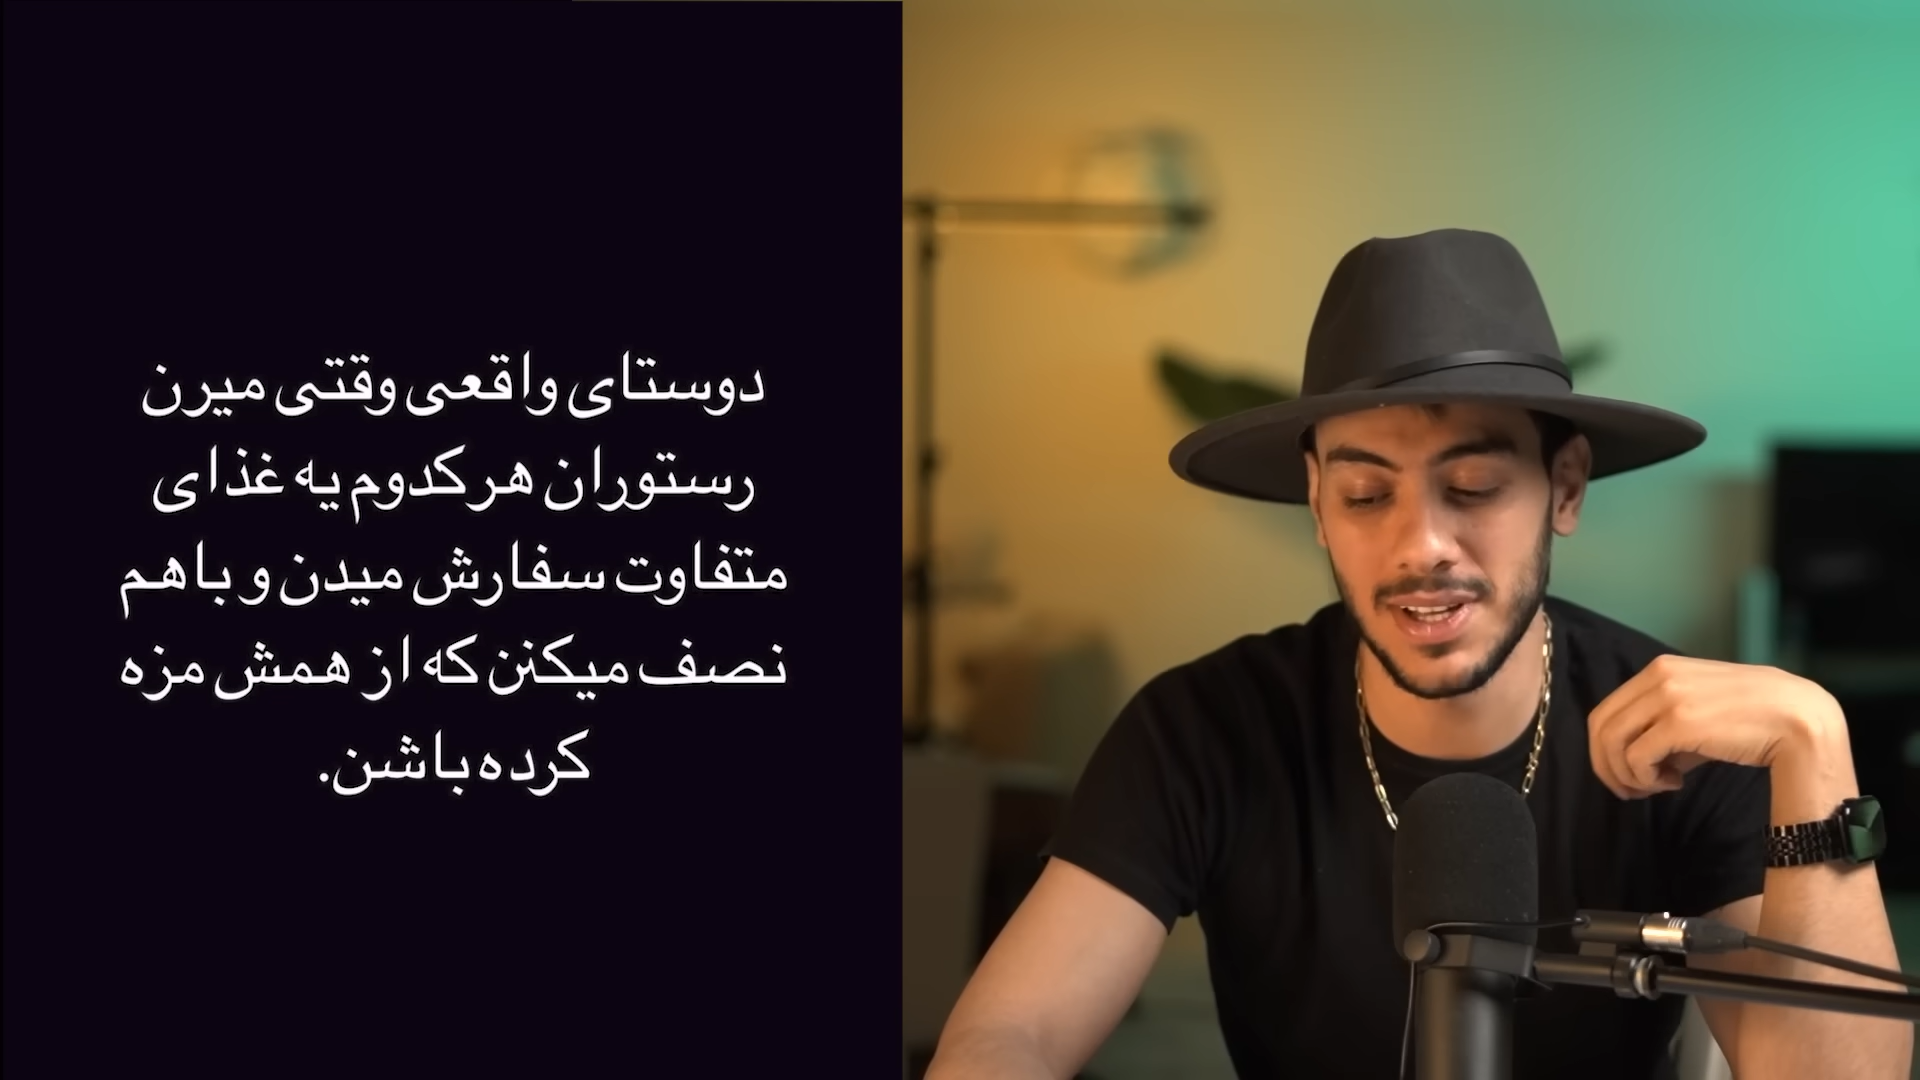 دوستای واقعی وقتی میرن
رستوران هرکدوم یه غذای
متفاوت سفارش میدن و باهم
نصف میکنن که از همش مزه
کرده باشن.